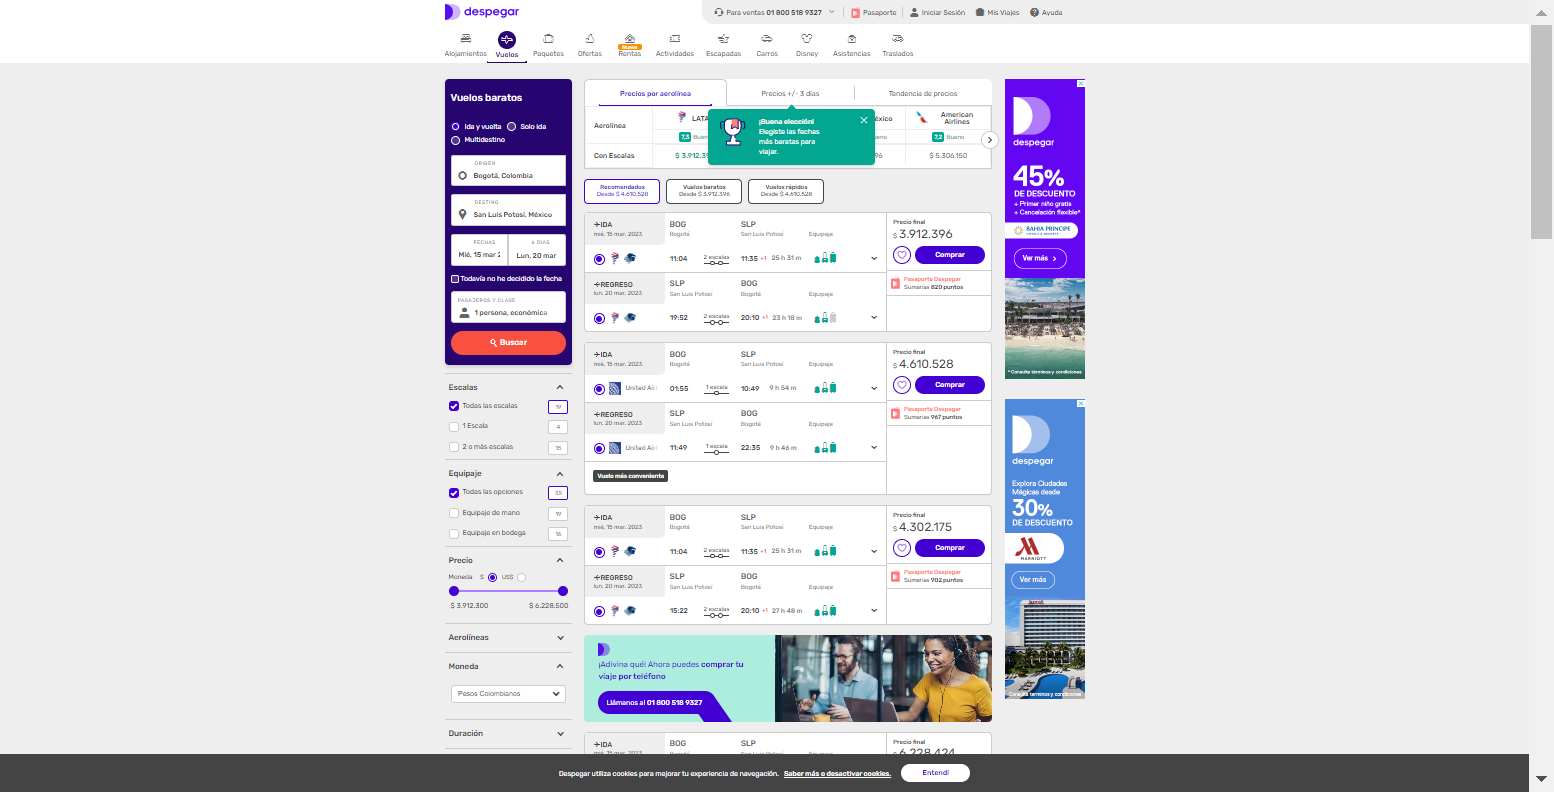 despegar
Para ventas 01 800 518 9327
Pasaporte
Iniciar Sesión
Mis Viajes
Ayuda
Alojamientos
Vuelos
Paquetes
Ofertas
Nuevo
Rentas
Actividades
Escapadas
Carros
Disney
Asistencias
Traslados
Vuelos baratos
Ida y vuelta
Solo Ida
Multidestino
ORIGEN
Bogotá, Colombia
DESTINO
San Luis Potosí, México
FECHAS
6 DÍAS
Mié, 15 mar 2
Lun, 20 mar
Todavía no he decidido la fecha
PASAJEROS Y CLASE
1 persona, económica
Buscar
Escalas
Todas las escalas 19
1 Escala 4
2 o más escalas 15
Equipaje
Todas las opciones 35
Equipaje de mano 19
Equipaje en bodega 16
Precio
Moneda $ US$
$ 3.912.300 $ 6.228.500
Aerolíneas
Moneda
Pesos Colombianos
Duración
Precios por aerolínea
Precios +/- 3 días
Tendencia de precios
Aerolínea
LATA
7,3 Buen
éxito
American Airlines
ueno
7,2 Bueno
Con Escalas
$ 3.912.39
96
$ 5.306.150
¡Buena elección!
Elegiste las fechas
más baratas para
viajar.
Recomendados
Desde $ 4.610.528
Vuelos baratos
Desde $ 3.912.396
Vuelos rápidos
Desde $ 4.610.528
IDA BOG SLP
mié. 15 mar. 2023 Bogotá San Luis Potosí Equipaje
11:04 2 escalas 11:35 +1 25 h 31 m
REGRESO SLP BOG
lun. 20 mar. 2023 San Luis Potosí Bogotá Equipaje
19:52 2 escalas 20:10 +1 23 h 18 m
Precio final
$ 3.912.396
Comprar
Pasaporte Despegar
Sumarías 820 puntos
IDA BOG SLP
mié. 15 mar. 2023 Bogotá San Luis Potosí Equipaje
United Airl 01:55 1 escala 10:49 9 h 54 m
REGRESO SLP BOG
lun. 20 mar. 2023 San Luis Potosí Bogotá Equipaje
United Airl 11:49 1 escala 22:35 9 h 46 m
Vuelo más conveniente
Precio final
$ 4.610.528
Comprar
Pasaporte Despegar
Sumarías 967 puntos
IDA BOG SLP
mié. 15 mar. 2023 Bogotá San Luis Potosí Equipaje
11:04 2 escalas 11:35 +1 25 h 31 m
REGRESO SLP BOG
lun. 20 mar. 2023 San Luis Potosí Bogotá Equipaje
15:22 2 escalas 20:10 +1 27 h 48 m
Precio final
$ 4.302.175
Comprar
Pasaporte Despegar
Sumarías 902 puntos
¡Adivina qué! Ahora puedes comprar tu
viaje por teléfono
Llámanos al 01 800 518 9327
IDA BOG SLP
mié. 15 mar. 2023 Bogotá San Luis Potosí Equipaje
Precio final
$ 6.228.424
despegar
45%
DE DESCUENTO
+ Primer niño gratis
+ Cancelación flexible*
BAHIA PRINCIPE
HOTELS & RESORTS
Ver más
* Consulta términos y condiciones
despegar
Explora Ciudades
Mágicas desde
30%
DE DESCUENTO
MARRIOTT
Ver más
Consulta términos y condiciones
Despegar utiliza cookies para mejorar tu experiencia de navegación. Saber más o desactivar cookies.
Entendí